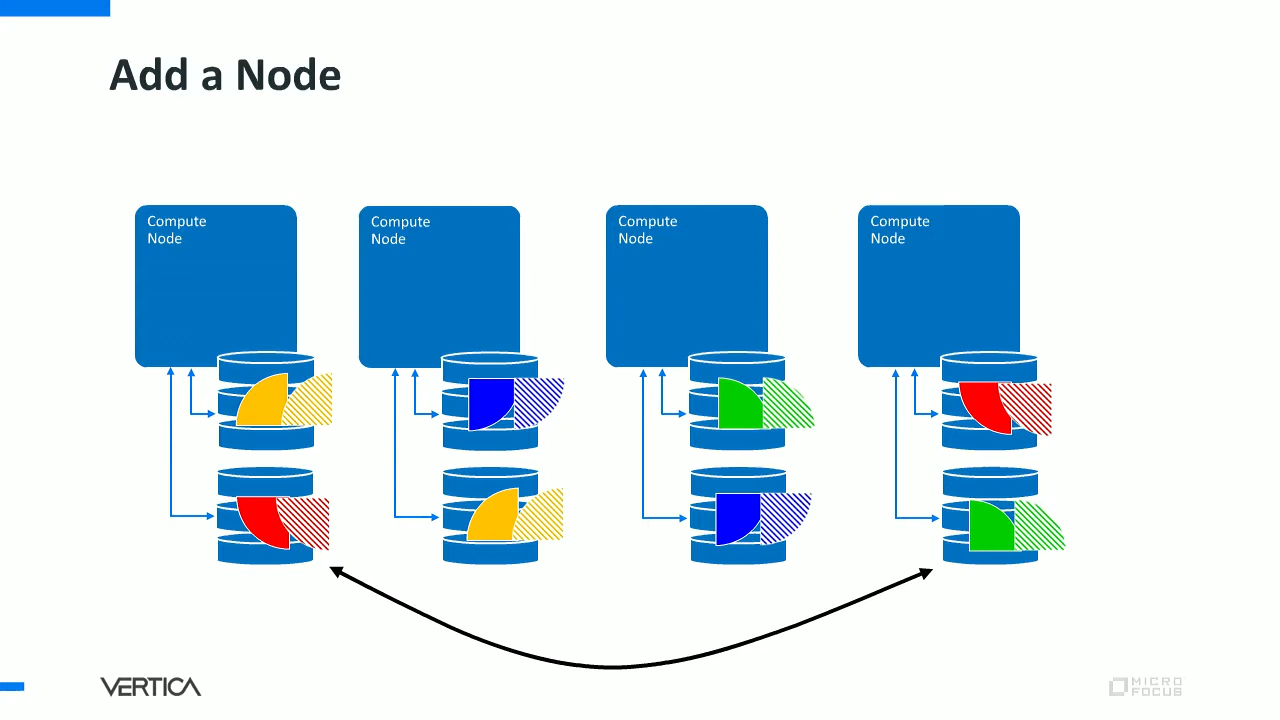 Add a Node
Compute
Node
Compute
Node
Compute
Node
Compute
Node
VERTICA
MICRO
FOCUS